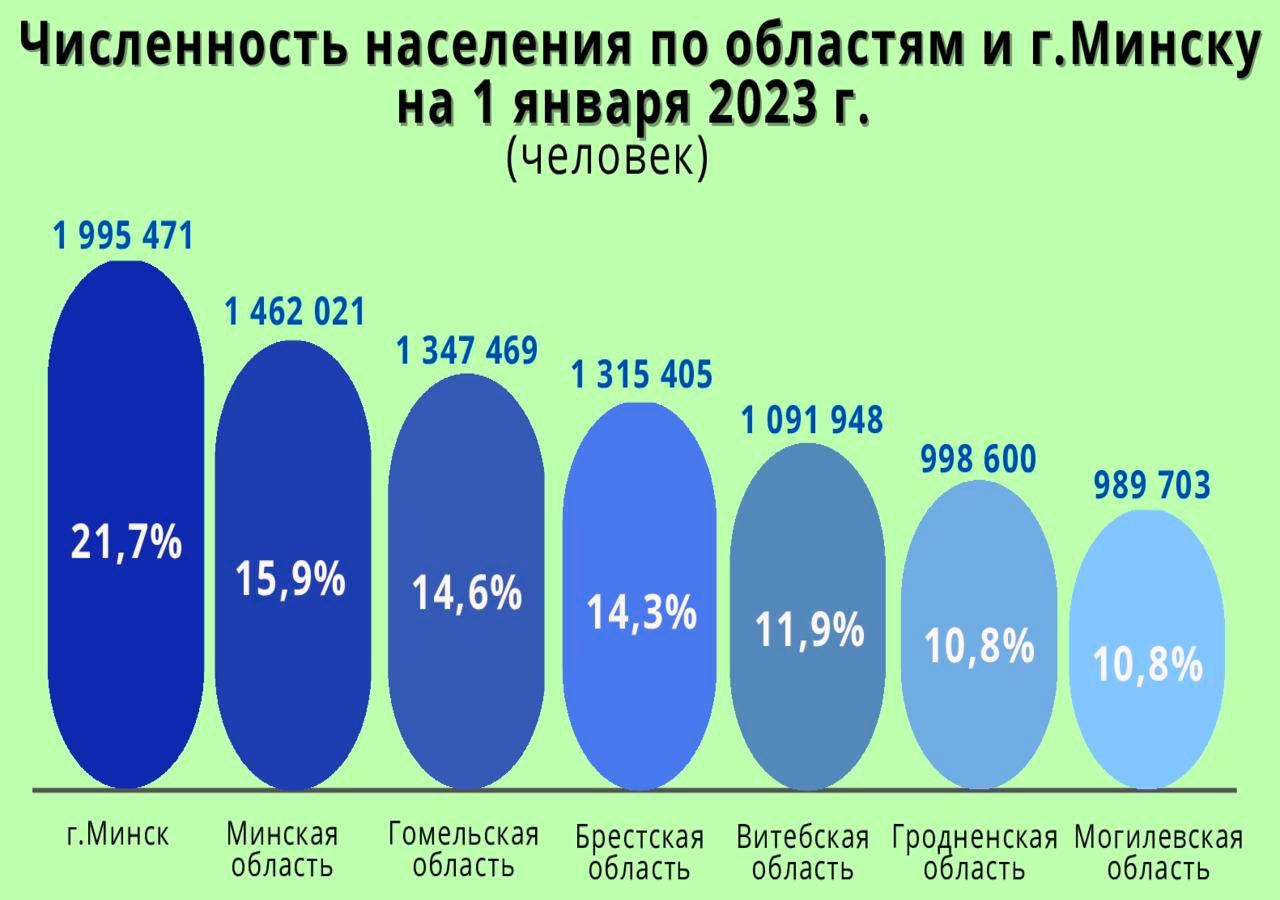 Численность населения по областям и г.Минску
на 1 января 2023 г.
(человек)
1 995 471
1 462 021
1 347 469
1 315 405
1 091 948
998 600
989 703
21,7%
15,9%
14,6%
14,3%
11,9%
10,8%
10,8%
г.Минск
Минская
область
Гомельская
область
Брестская
область
Витебская
область
Гродненская
область
Могилевская
область